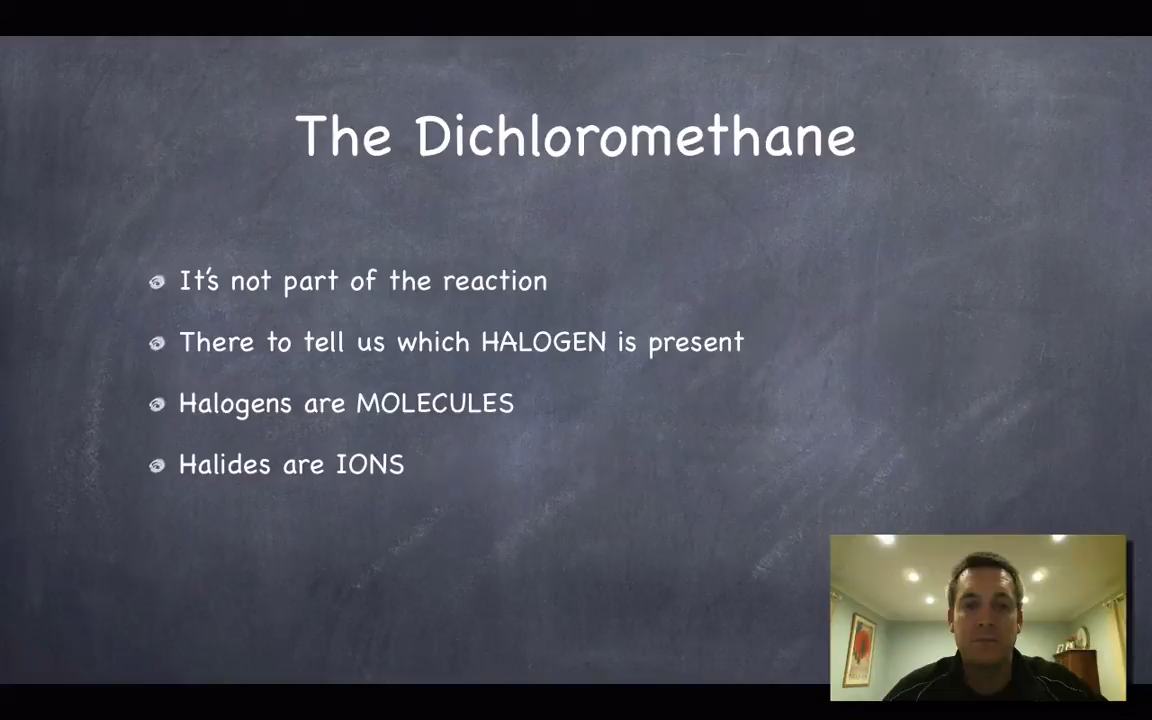 The Dichloromethane
It's not part of the reaction
There to tell us which HALOGEN is present
Halogens are MOLECULES
Halides are IONS